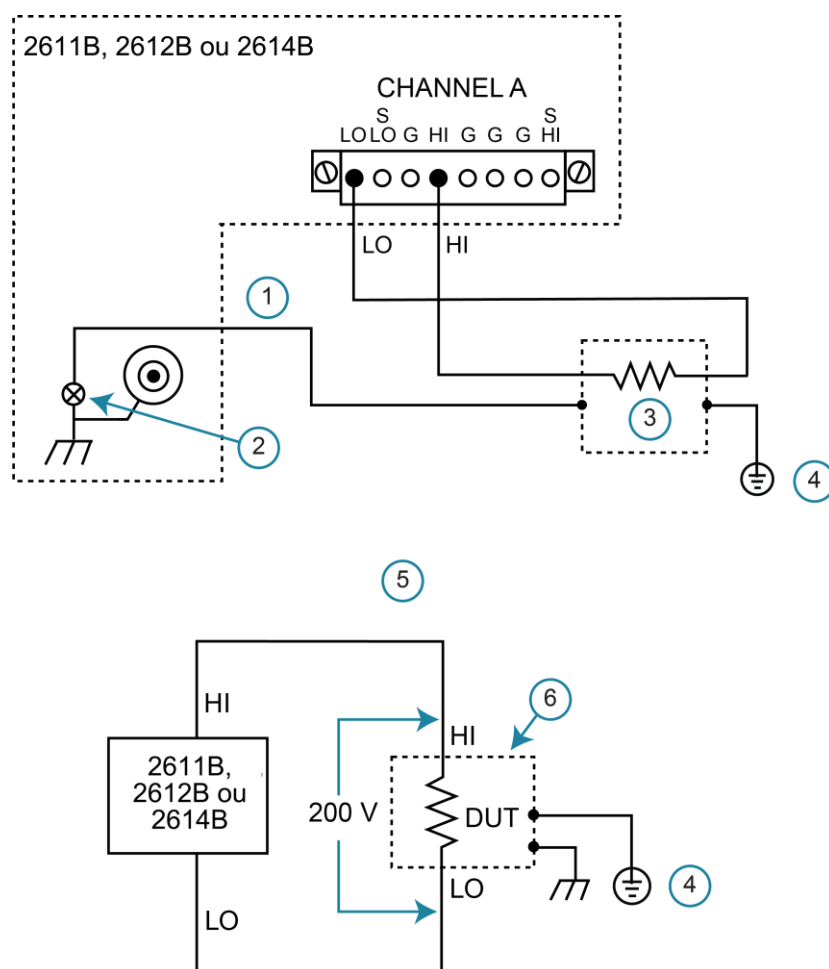 2611B, 2612B ou 2614B
CHANNEL A
S S
LO LO G HI G G G HI
LO HI
1
2
3
4
5
6
HI
HI
2611B,
2612B ou
2614B
200 V
DUT
LO
4
LO